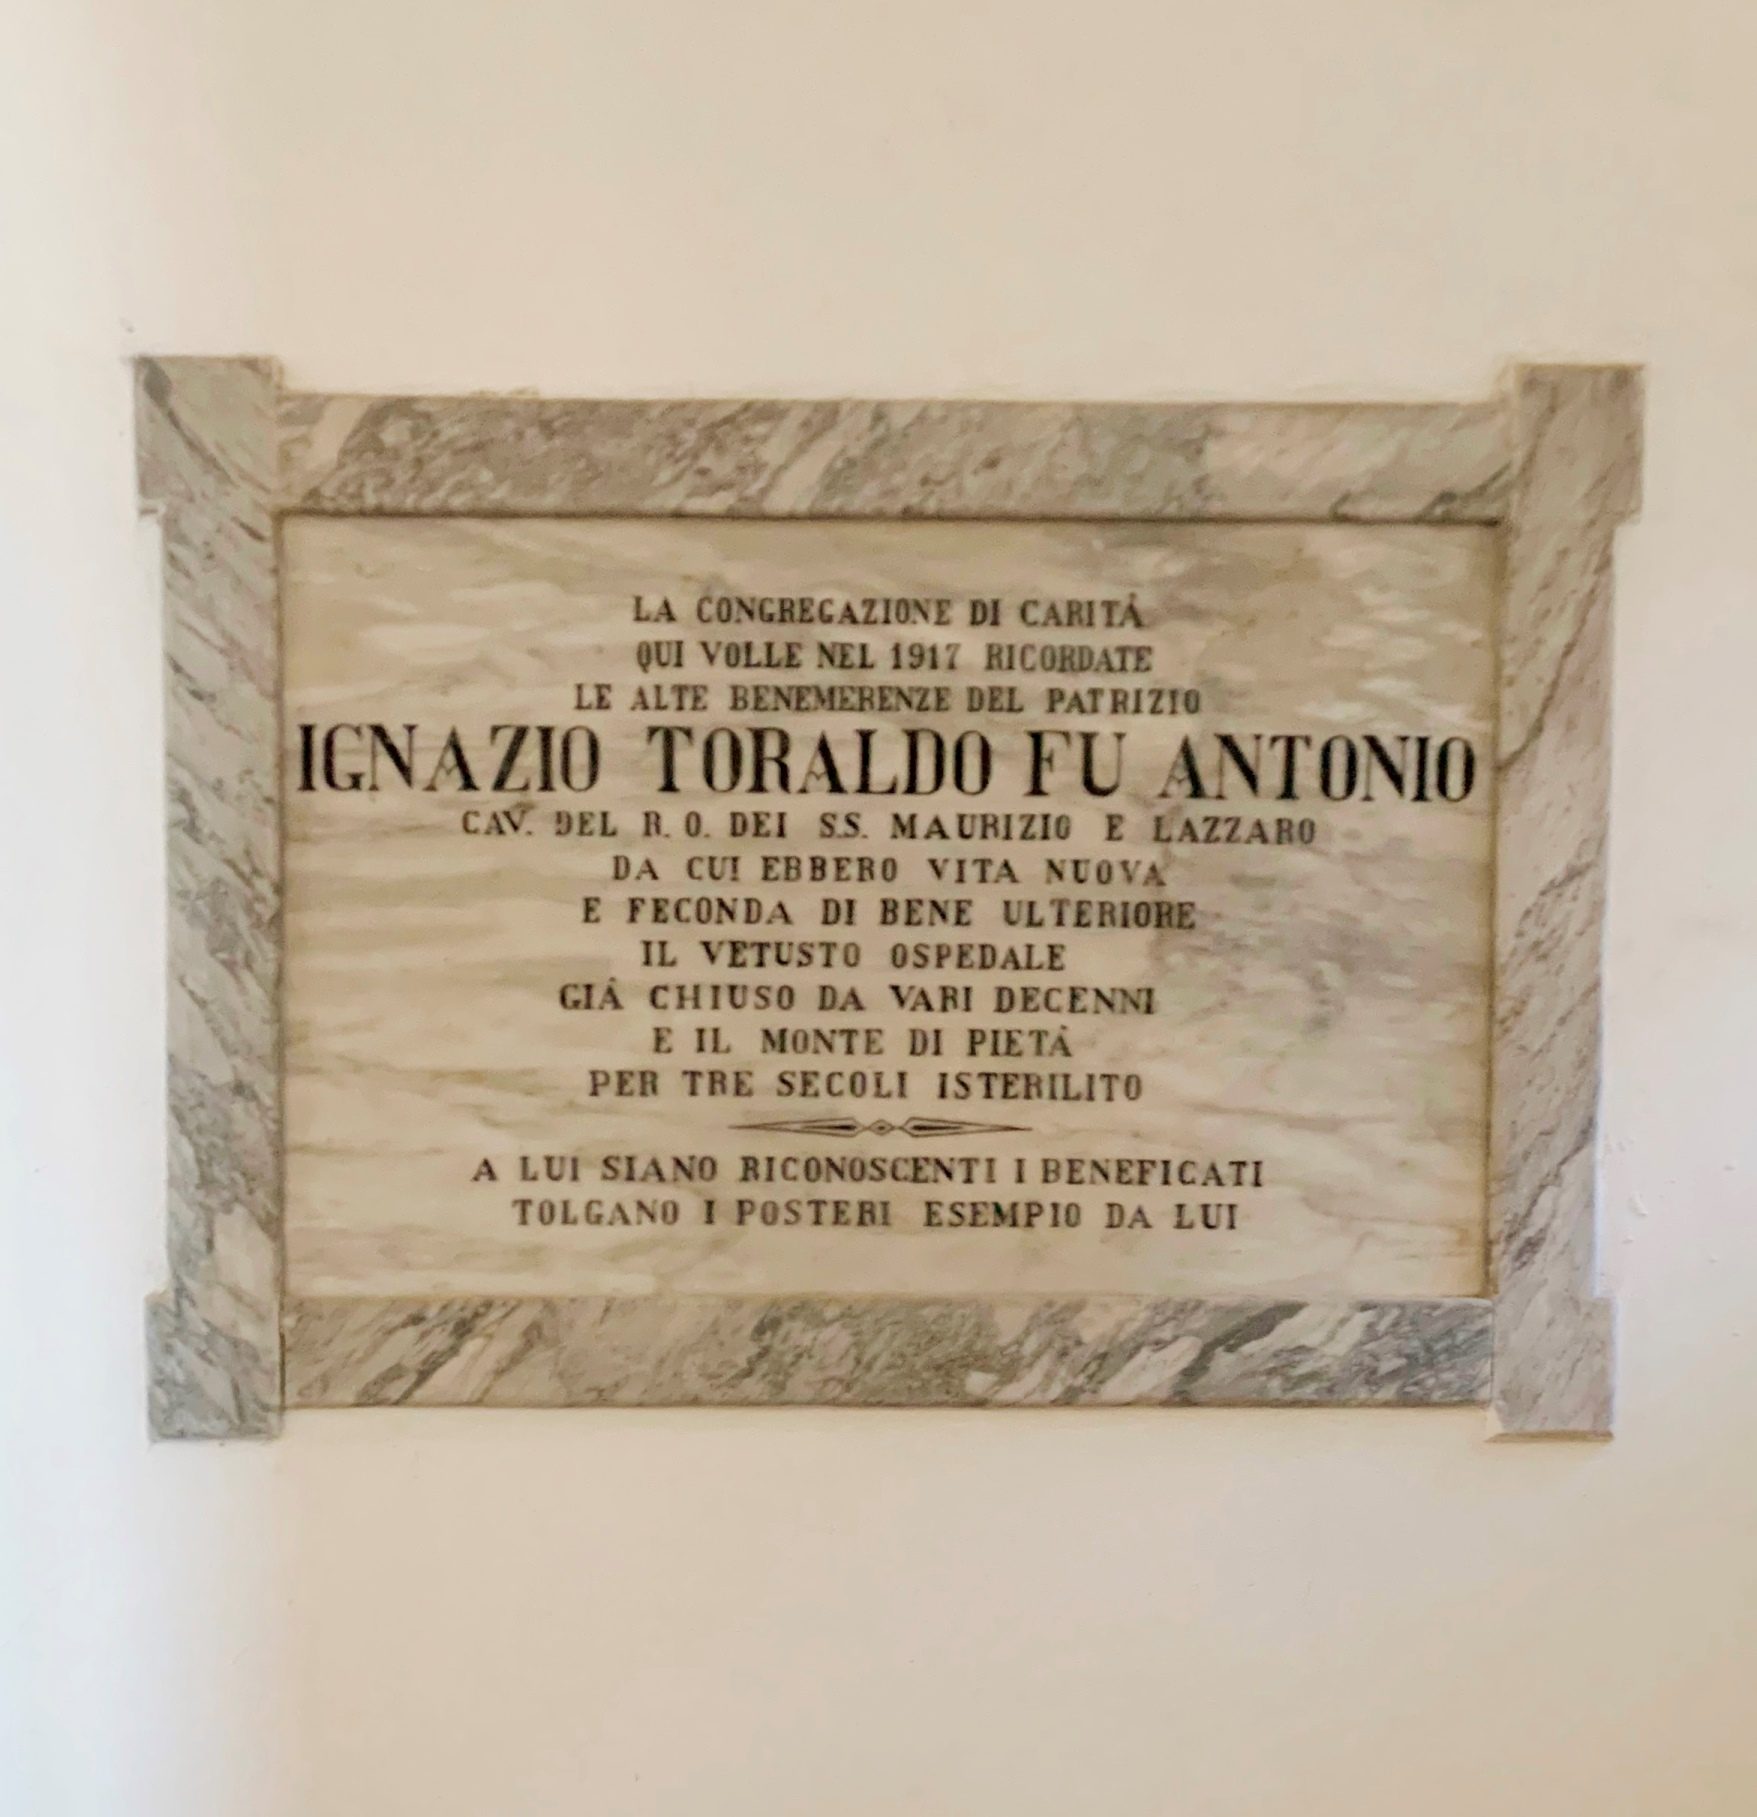 LA CONGREGAZIONE DI CARITÀ
QUI VOLLE NEL 1917 RICORDATE
LE ALTE BENEMERENZE DEL PATRIZIO
IGNAZIO TORALDO FU ANTONIO
CAV. DEL R. O. DEI S.S. MAURIZIO E LAZZARO
DA CUI EBBERO VITA NUOVA
E FECONDA DI BENE ULTERIORE
IL VETUSTO OSPEDALE
GIÀ CHIUSO DA VARI DECENNI
E IL MONTE DI PIETÀ
PER TRE SECOLI ISTERILITO
A LUI SIANO RICONOSCENTI I BENEFICATI
TOLGANO I POSTERI ESEMPIO DA LUI